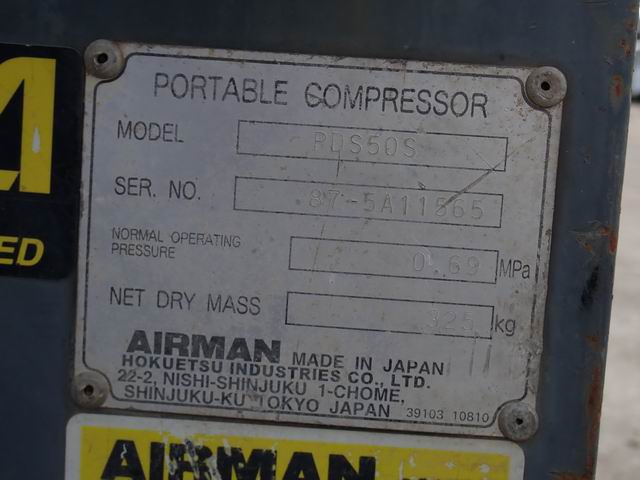 PORTABLE COMPRESSOR
MODEL PDS50S
SER. NO. 87-5A11565
NORMAL OPERATING
PRESSURE 0.69 MPa
NET DRY MASS 325 kg
AIRMAN MADE IN JAPAN
HOKUETSU INDUSTRIES CO., LTD.
22-2, NISHI-SHINJUKU 1-CHOME,
SHINJUKU-KU TOKYO JAPAN 39103 10810
ED
AIRMAN